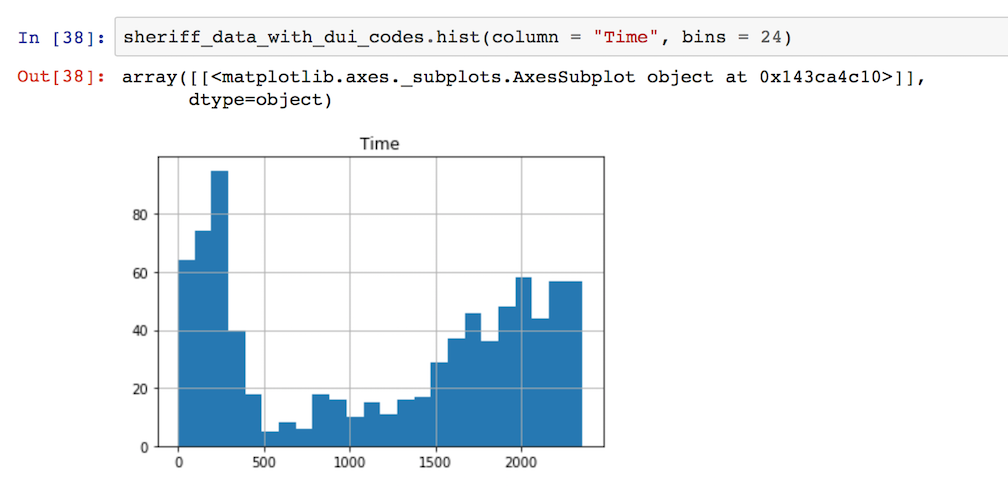 In [38]: sheriff_data_with_dui_codes.hist(column = "Time", bins = 24)
Out[38]: array([[<matplotlib.axes._subplots.AxesSubplot object at 0x143ca4c10>]],
dtype=object)
Time
80
60
40
20
0
0 500 1000 1500 2000